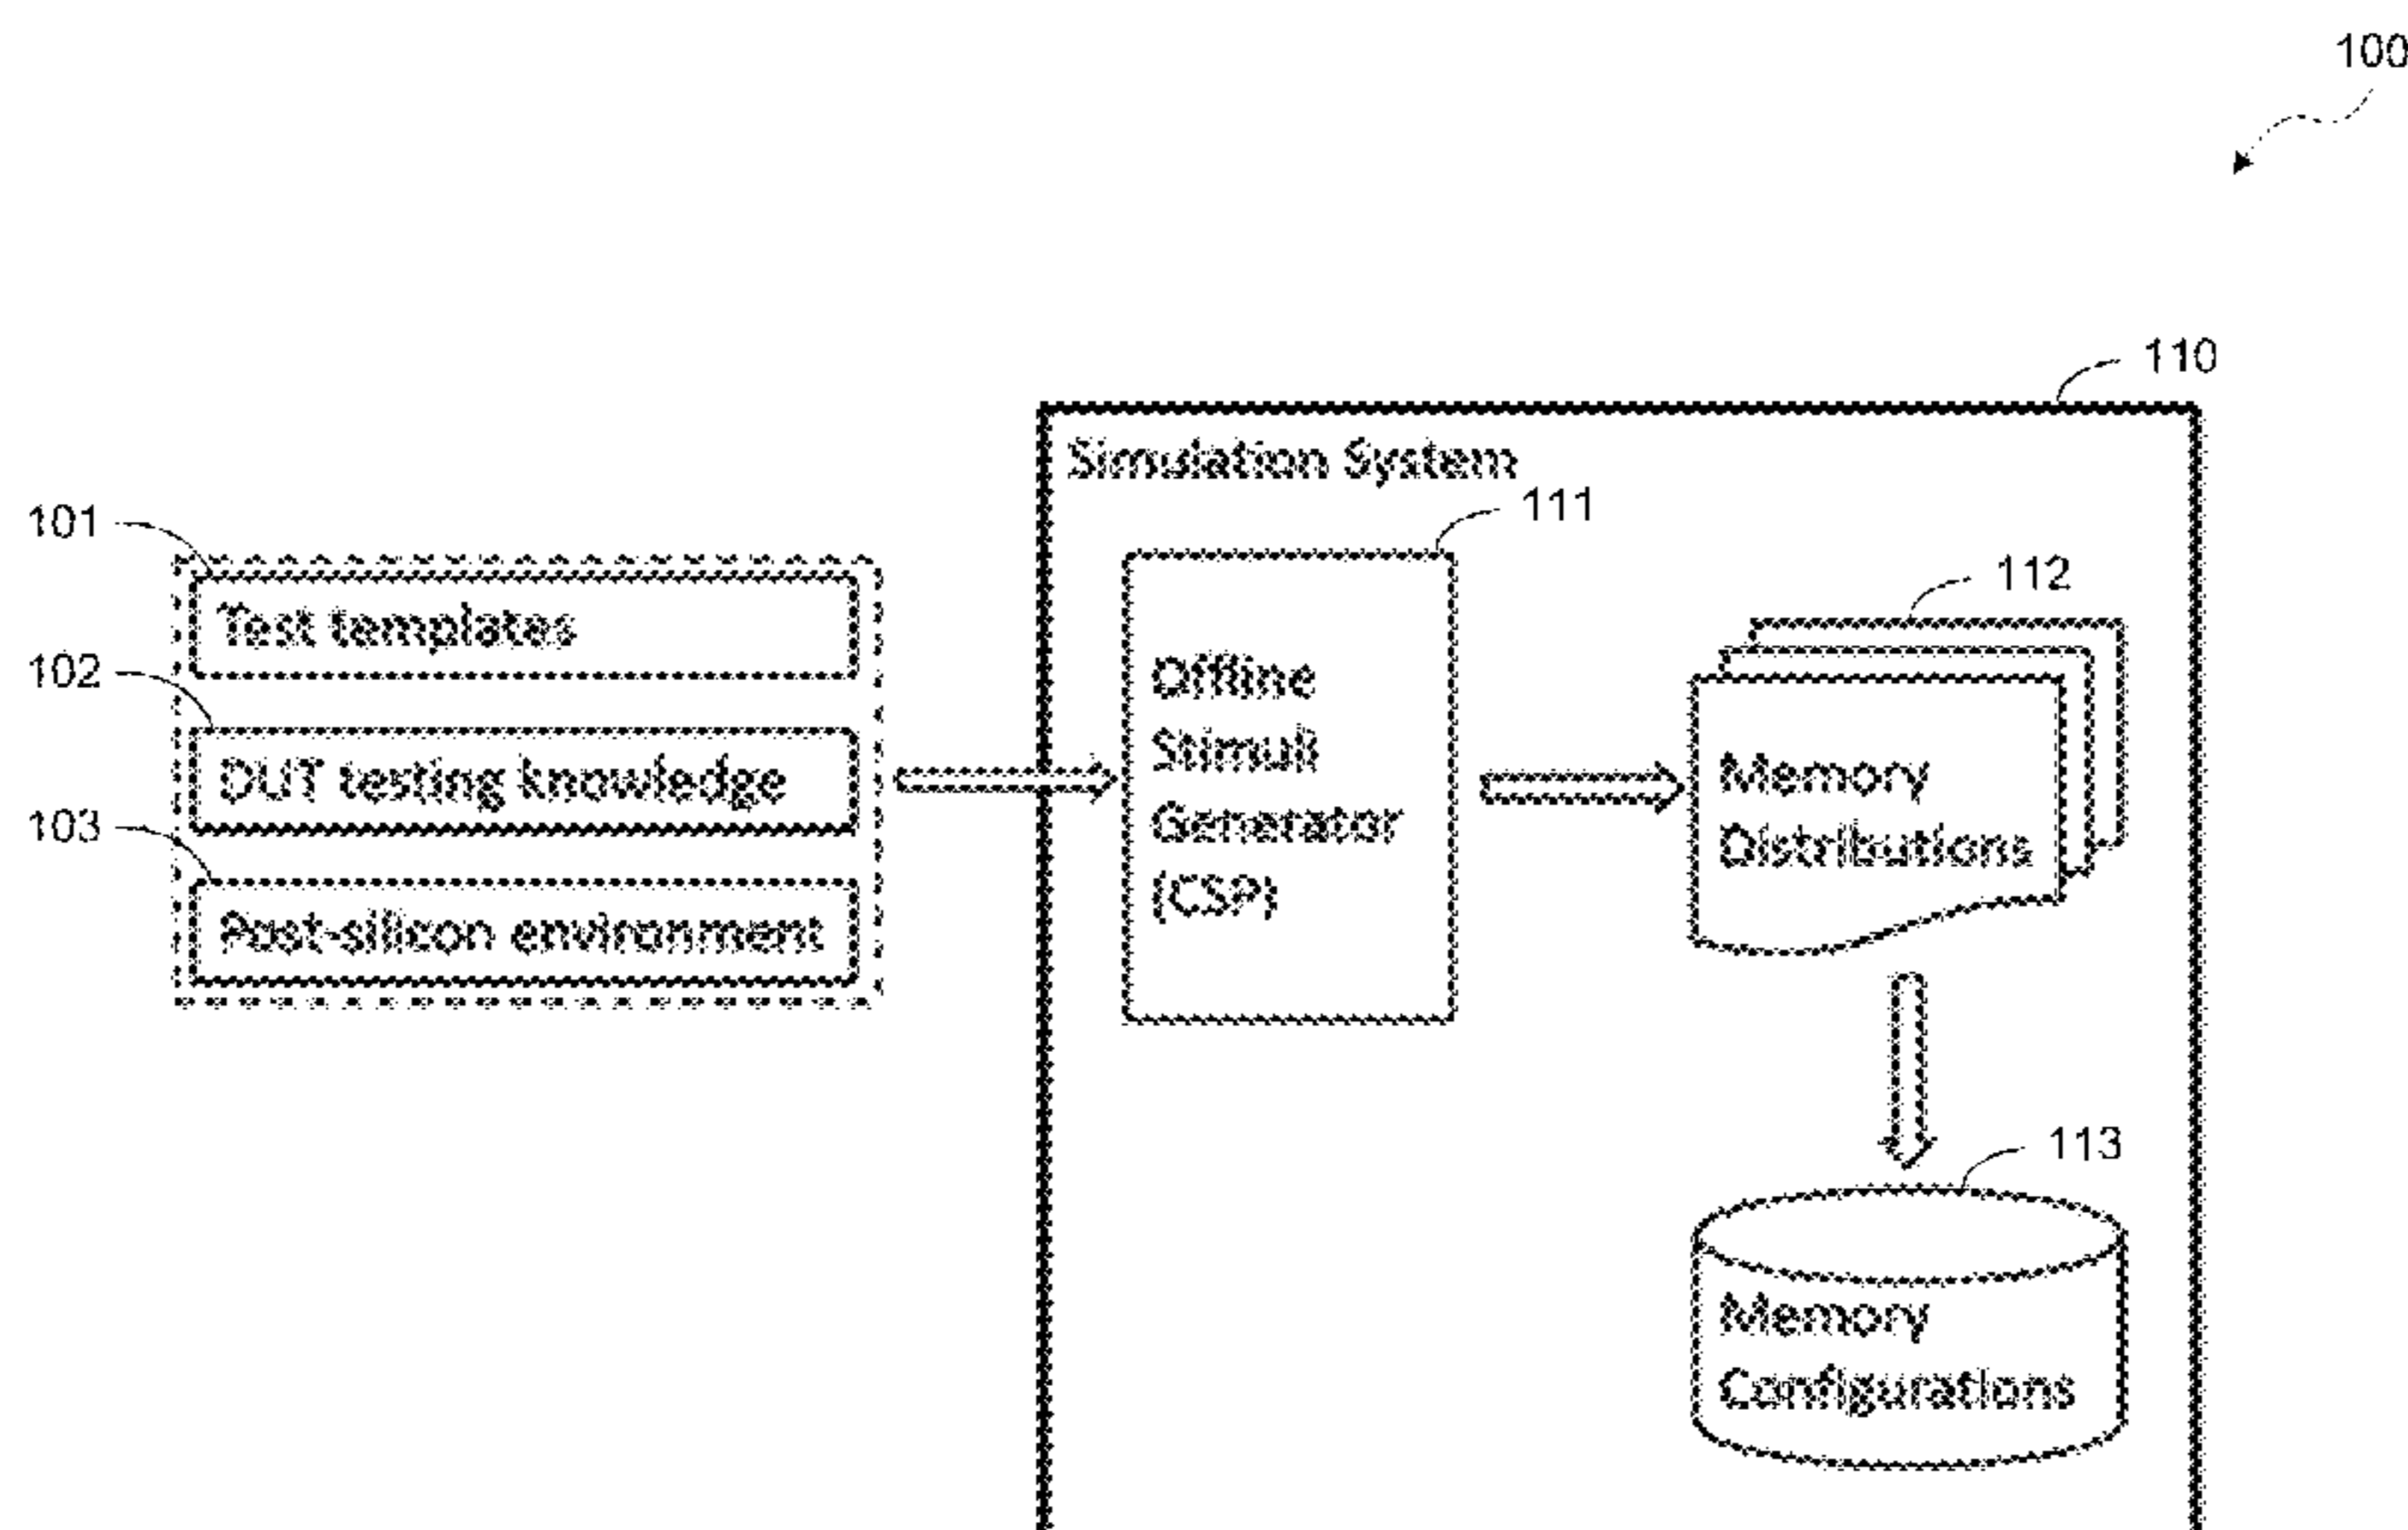 100
110
Simulation System
111
101
112
Test templates
102
Offline
Stimuli
Memory
DUT testing knowledge
Generator
Distributions
103
(CSP)
Post-silicon environment
113
Memory
Configurations